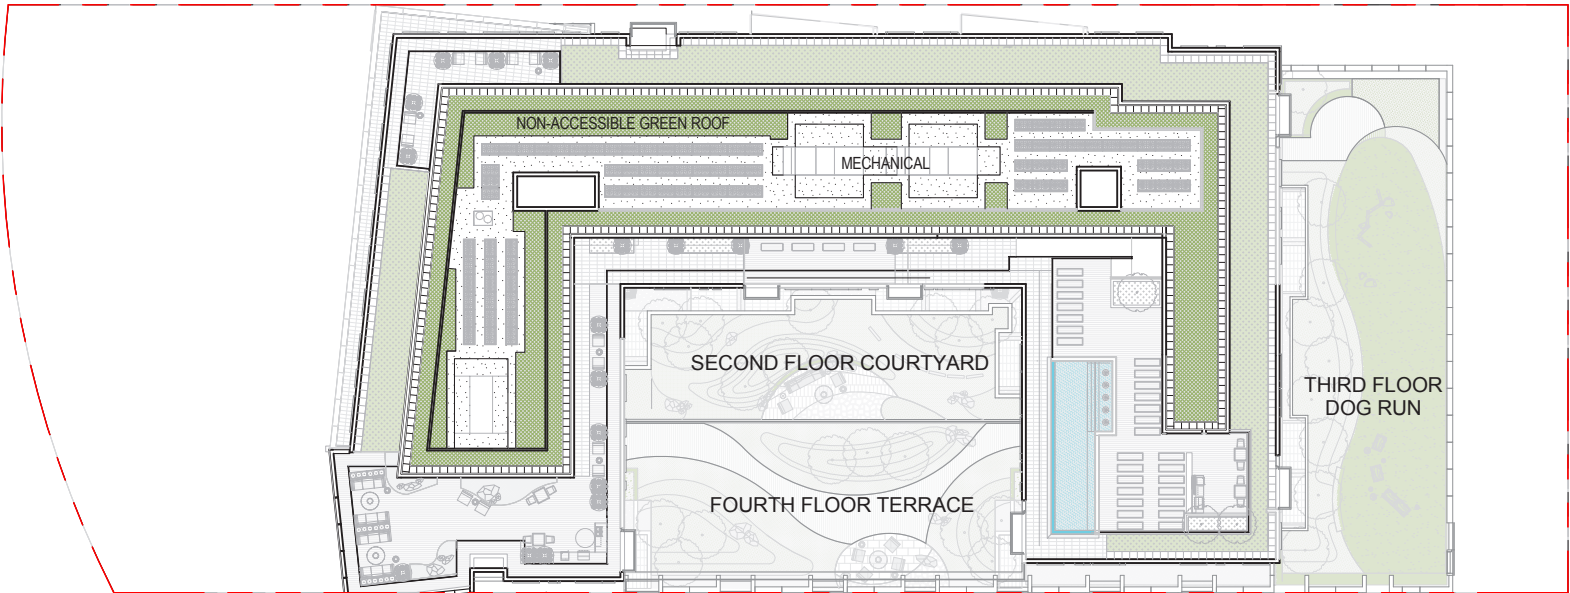 NON-ACCESSIBLE GREEN ROOF
MECHANICAL
SECOND FLOOR COURTYARD
THIRD FLOOR
DOG RUN
FOURTH FLOOR TERRACE